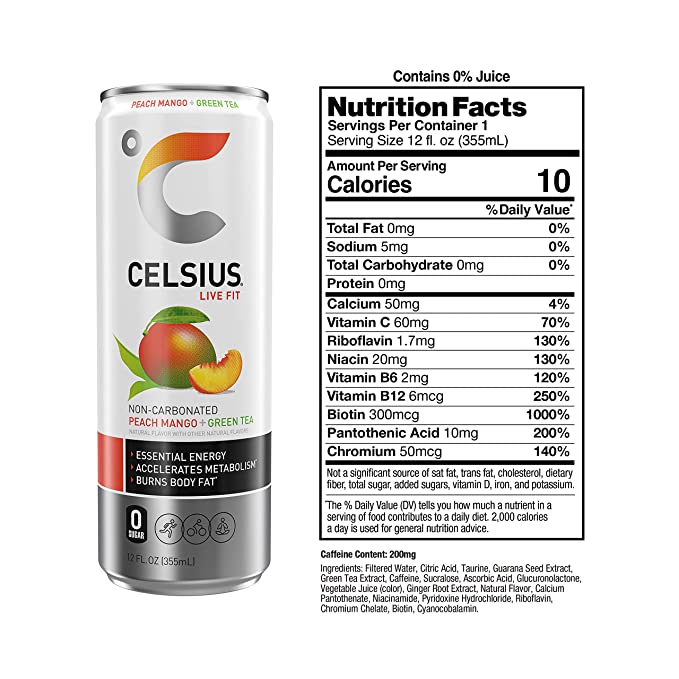 PEACH MANGO + GREEN TEA
CELSIUS
LIVE FIT
NON-CARBONATED
PEACH MANGO + GREEN TEA
NATURAL FLAVOR WITH OTHER NATURAL FLAVORS
ESSENTIAL ENERGY
ACCELERATES METABOLISM*
BURNS BODY FAT*
0
SUGAR
12 FL. OZ (355mL)
Contains 0% Juice
Nutrition Facts
Servings Per Container 1
Serving Size 12 fl. oz (355mL)
Amount Per Serving
Calories 10
% Daily Value*
Total Fat 0mg 0%
Sodium 5mg 0%
Total Carbohydrate 0mg 0%
Protein 0mg
Calcium 50mg 4%
Vitamin C 60mg 70%
Riboflavin 1.7mg 130%
Niacin 20mg 130%
Vitamin B6 2mg 120%
Vitamin B12 6mcg 250%
Biotin 300mcg 1000%
Pantothenic Acid 10mg 200%
Chromium 50mcg 140%
Not a significant source of sat fat, trans fat, cholesterol, dietary
fiber, total sugar, added sugars, vitamin D, iron, and potassium.
*The % Daily Value (DV) tells you how much a nutrient in a
serving of food contributes to a daily diet. 2,000 calories
a day is used for general nutrition advice.
Caffeine Content: 200mg
Ingredients: Filtered Water, Citric Acid, Taurine, Guarana Seed Extract,
Green Tea Extract, Caffeine, Sucralose, Ascorbic Acid, Glucuronolactone,
Vegetable Juice (color), Ginger Root Extract, Natural Flavor, Calcium
Pantothenate, Niacinamide, Pyridoxine Hydrochloride, Riboflavin,
Chromium Chelate, Biotin, Cyanocobalamin.